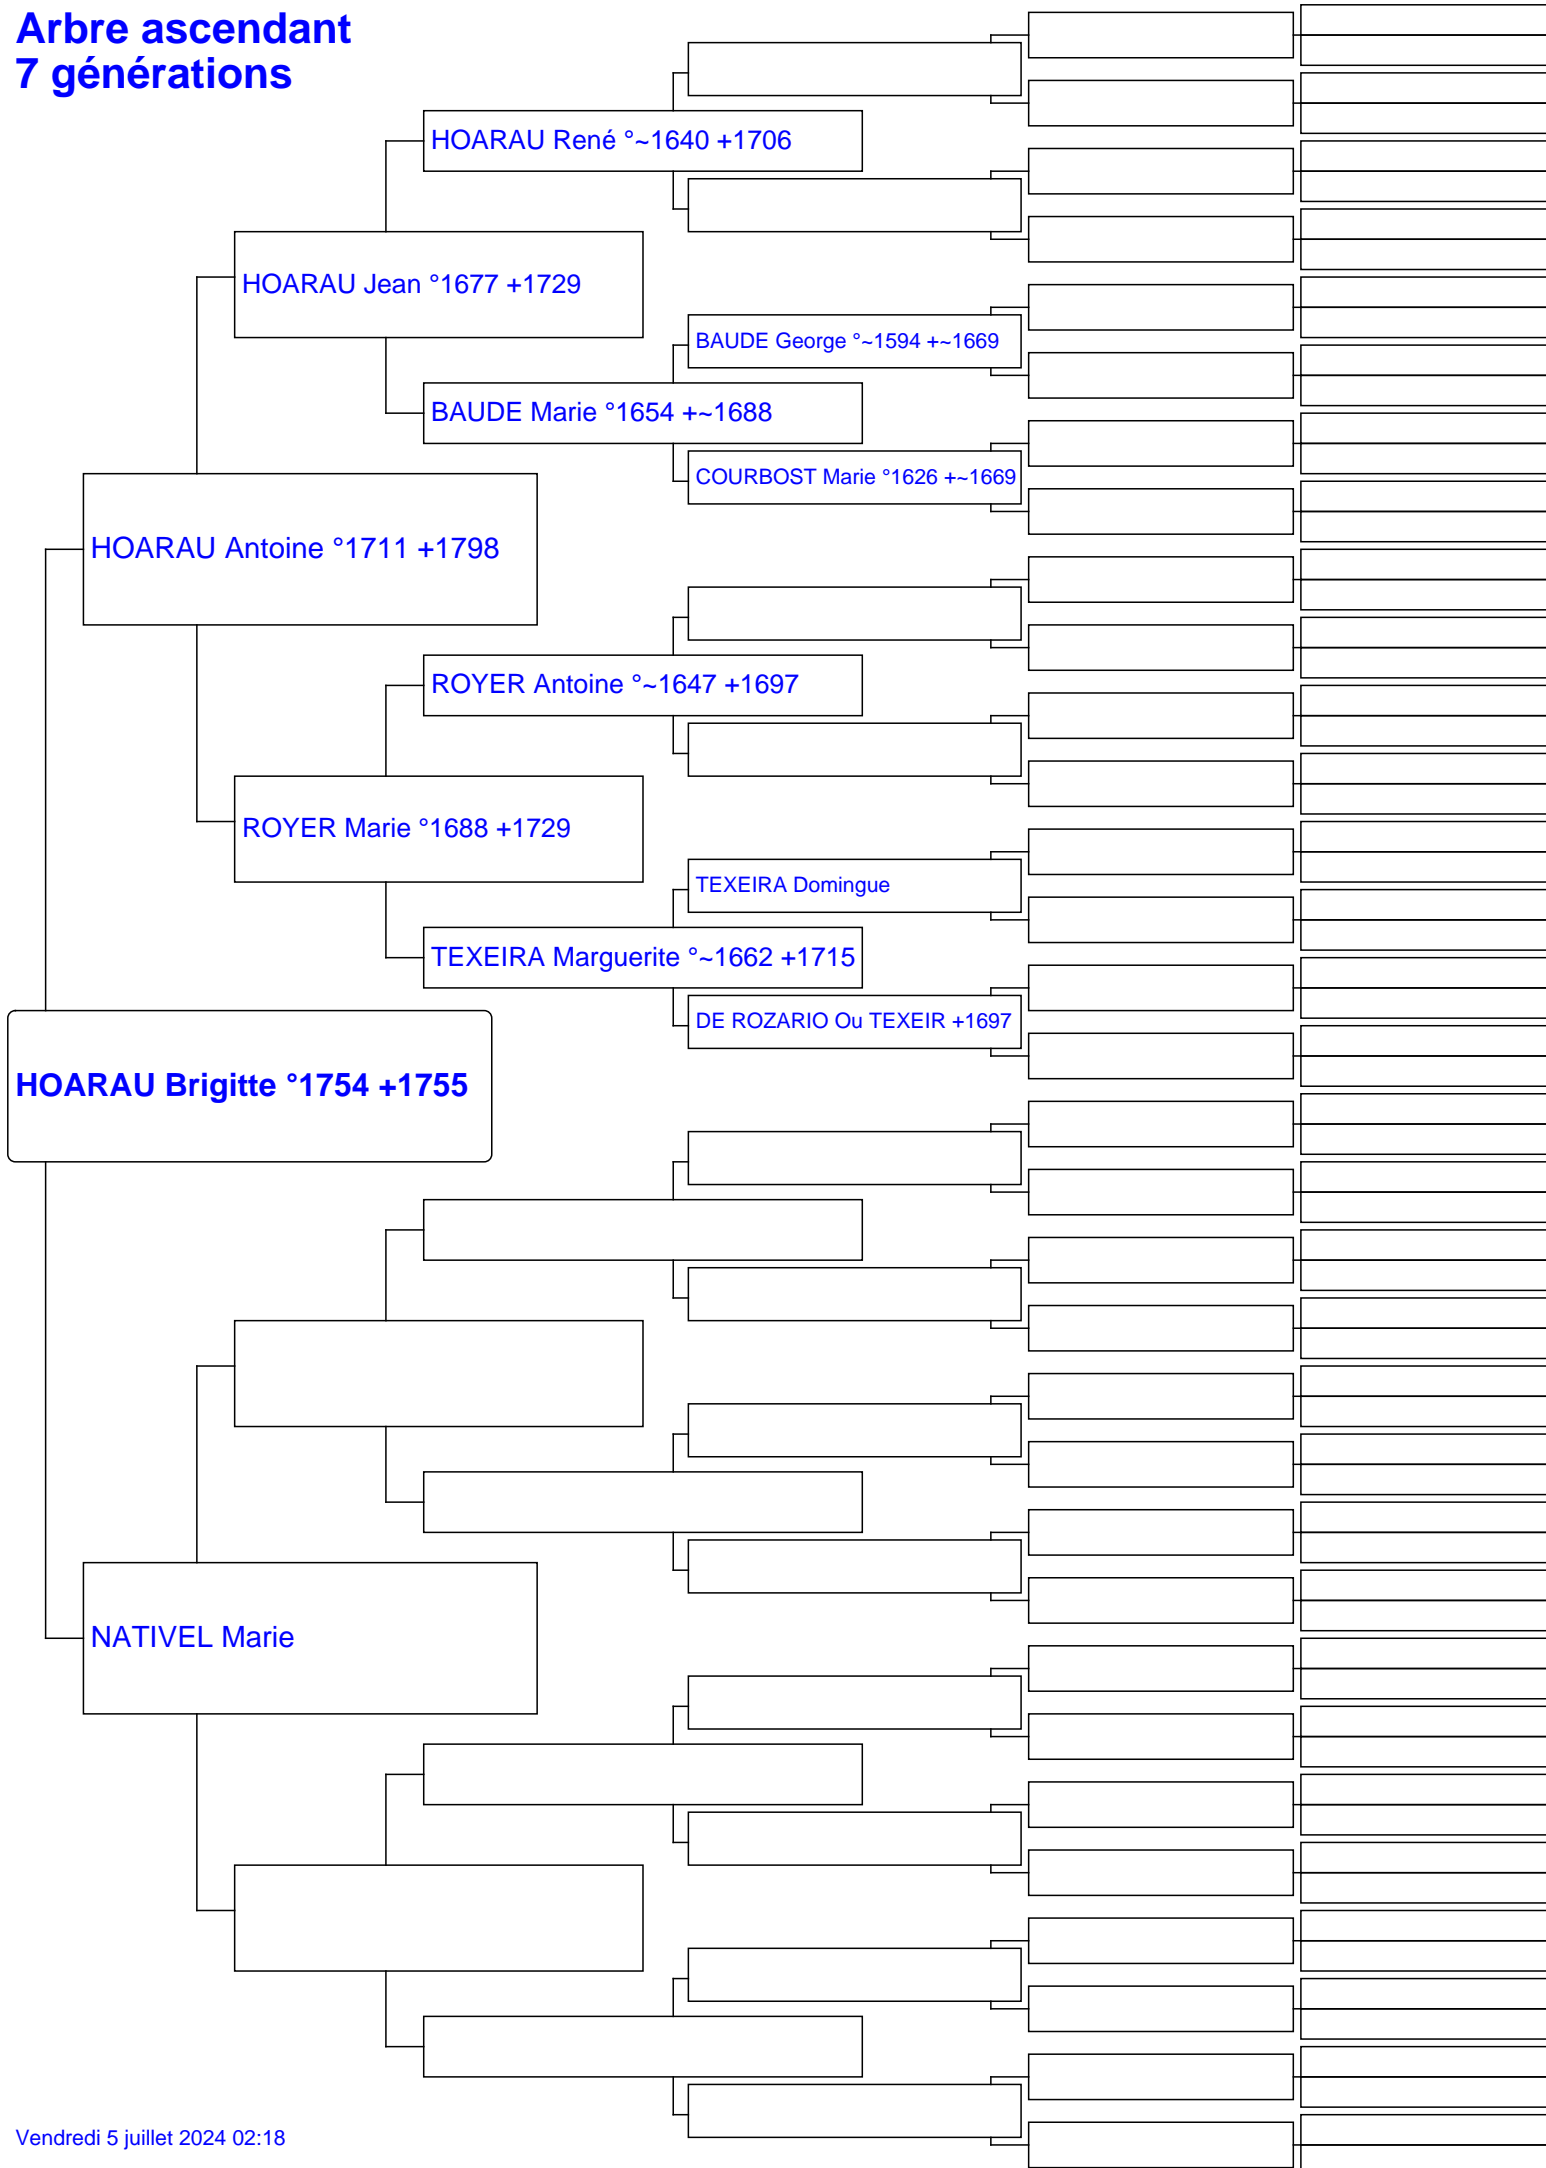 Arbre ascendant
7 générations
HOARAU René °~1640 +1706
HOARAU Jean °1677 +1729
BAUDE George °~1594 +~1669
BAUDE Marie °1654 +~1688
COURBOST Marie °1626 +~1669
HOARAU Antoine °1711 +1798
ROYER Antoine °~1647 +1697
ROYER Marie °1688 +1729
TEXEIRA Domingue
TEXEIRA Marguerite °~1662 +1715
DE ROZARIO Ou TEXEIR +1697
HOARAU Brigitte °1754 +1755
NATIVEL Marie
Vendredi 5 juillet 2024 02:18